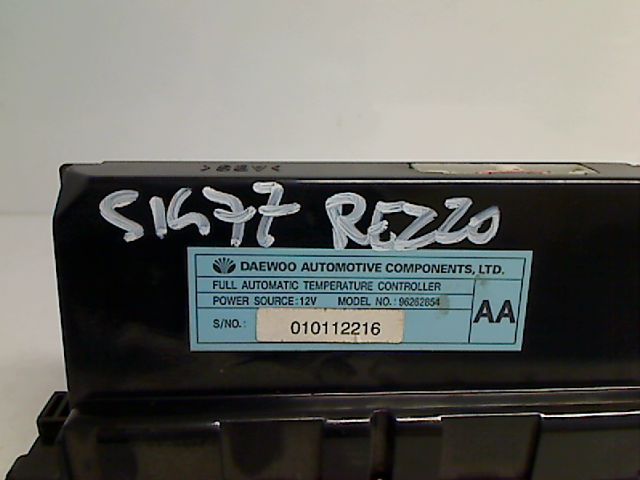 >ABS<
51477 REZZO
DAEWOO AUTOMOTIVE COMPONENTS, LTD.
FULL AUTOMATIC TEMPERATURE CONTROLLER
POWER SOURCE:12V MODEL NO.:96262854
AA
S/NO.: 010112216